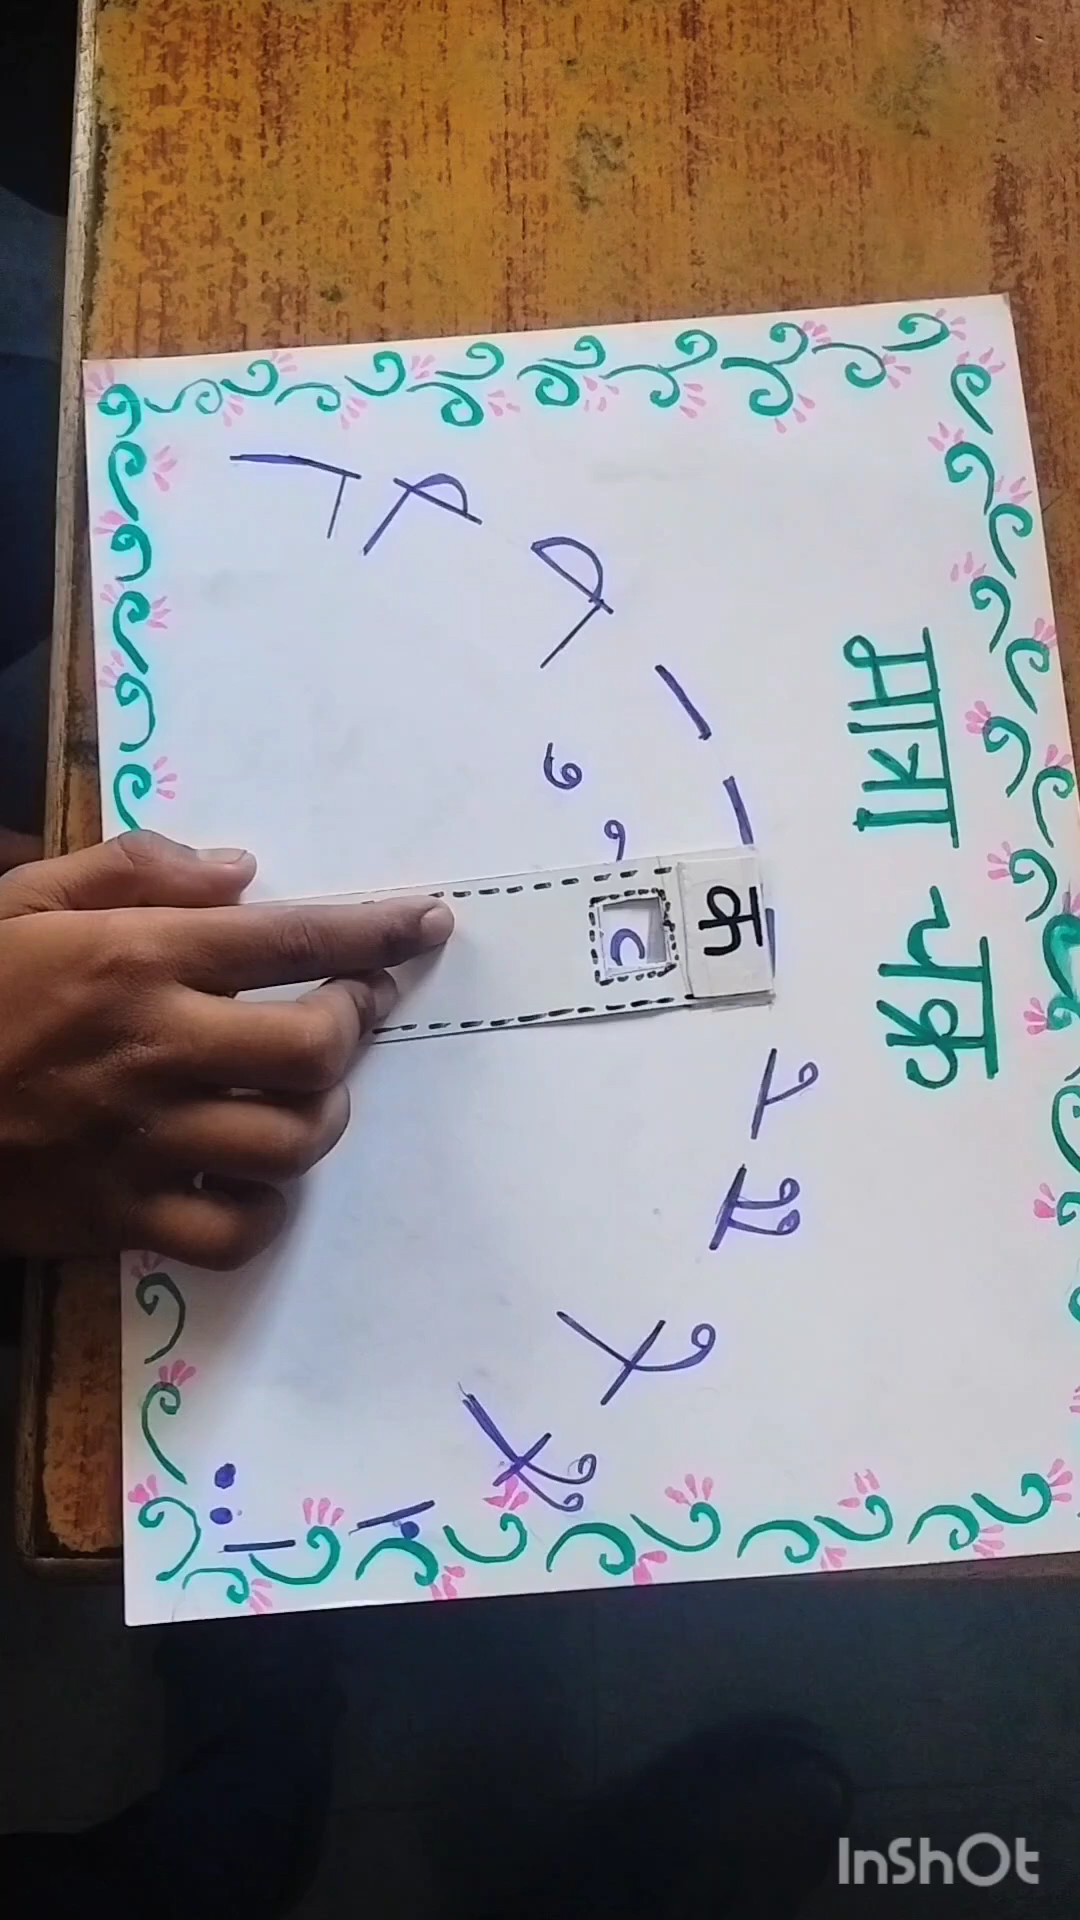 मात्रा चक्र
ा ि ी ु ू ृ े ै ो ौ ं ः
क
InShOt